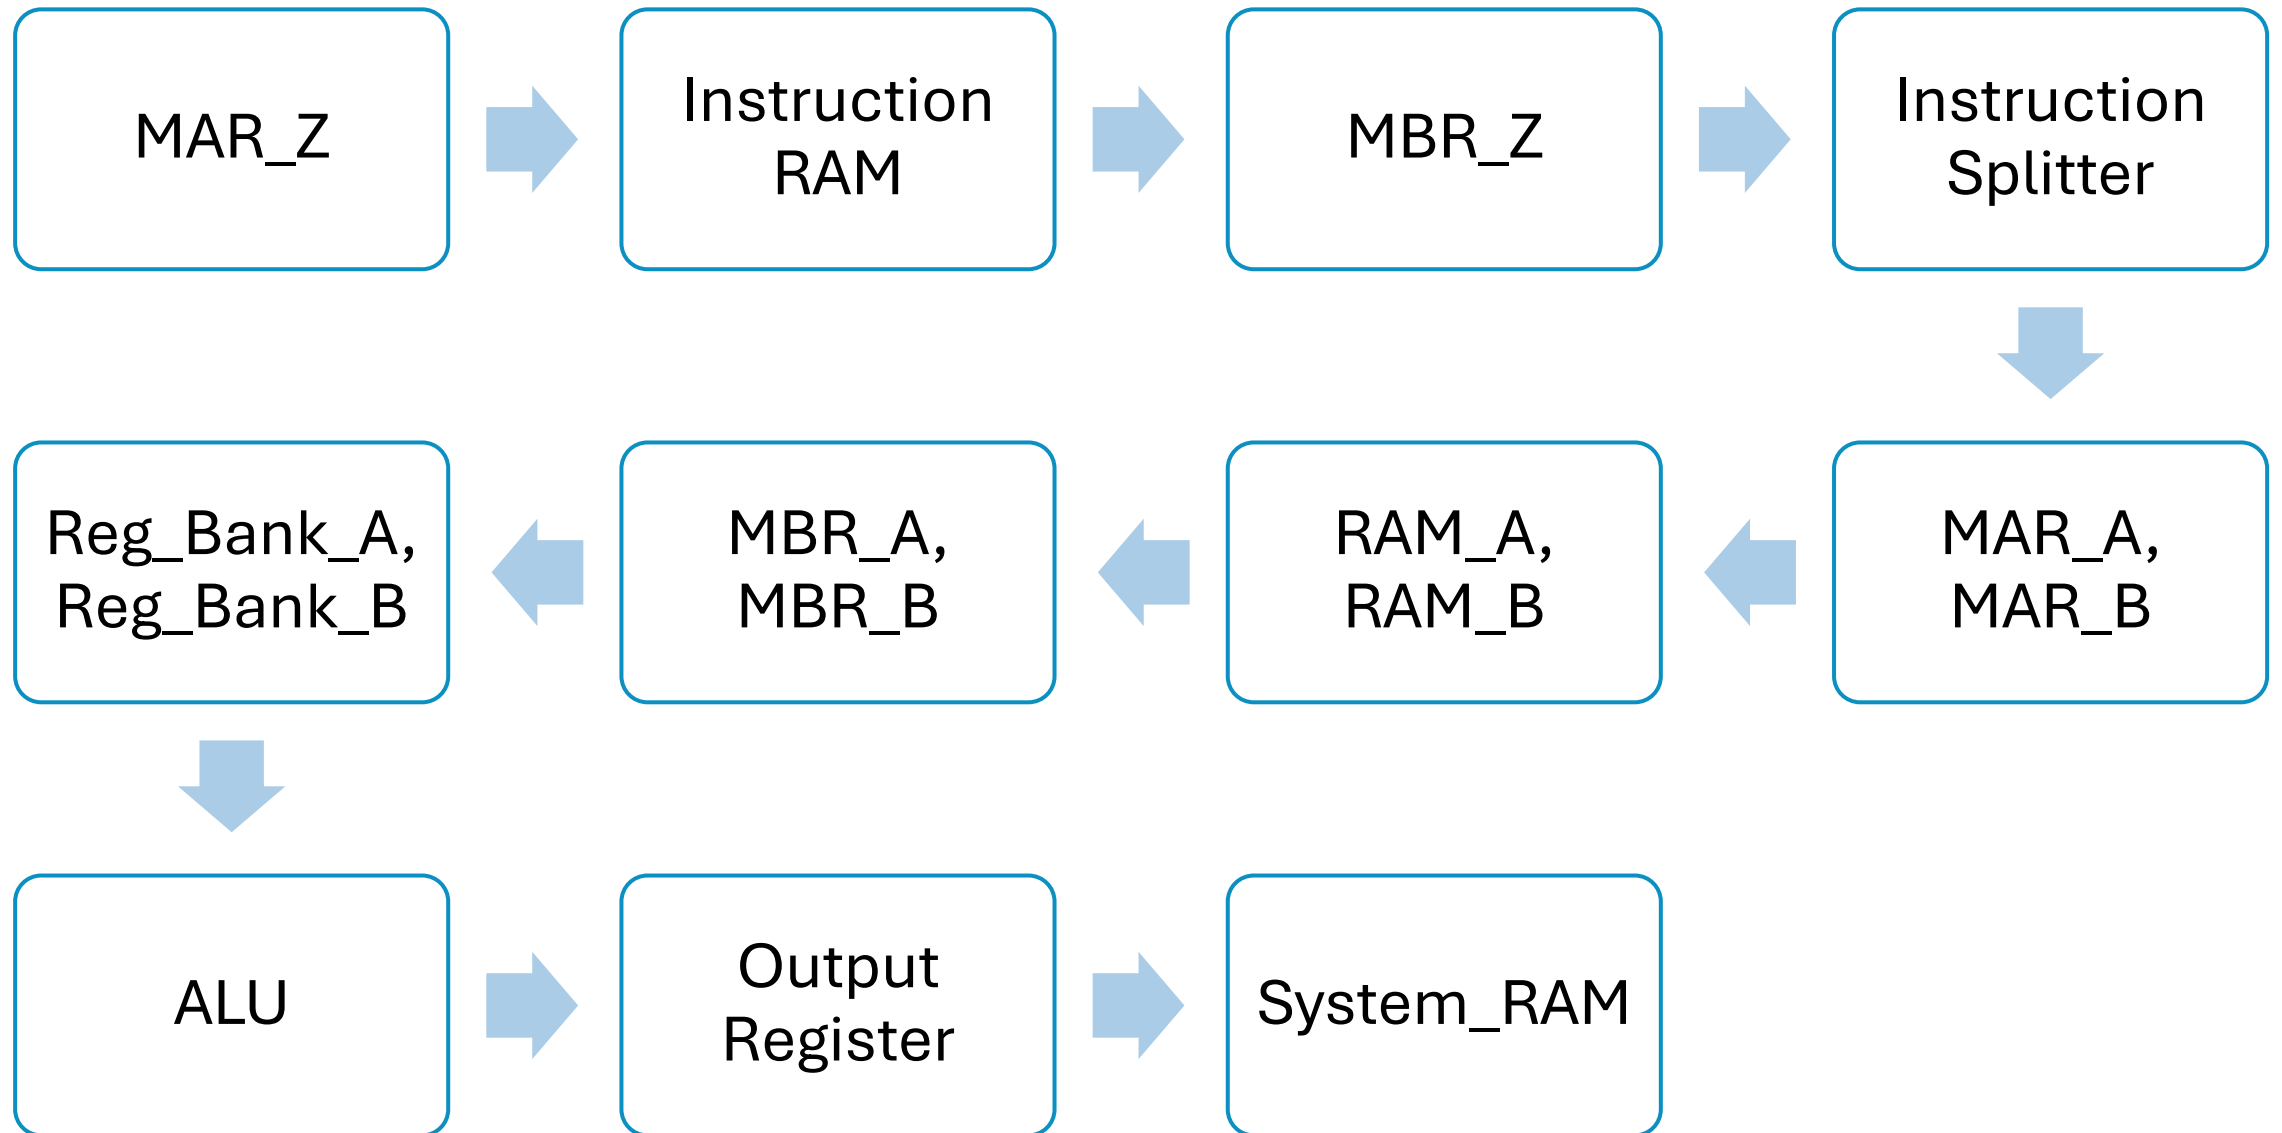 MAR_Z
Instruction
RAM
MBR_Z
Instruction
Splitter
MAR_A,
MAR_B
RAM_A,
RAM_B
MBR_A,
MBR_B
Reg_Bank_A,
Reg_Bank_B
ALU
Output
Register
System_RAM